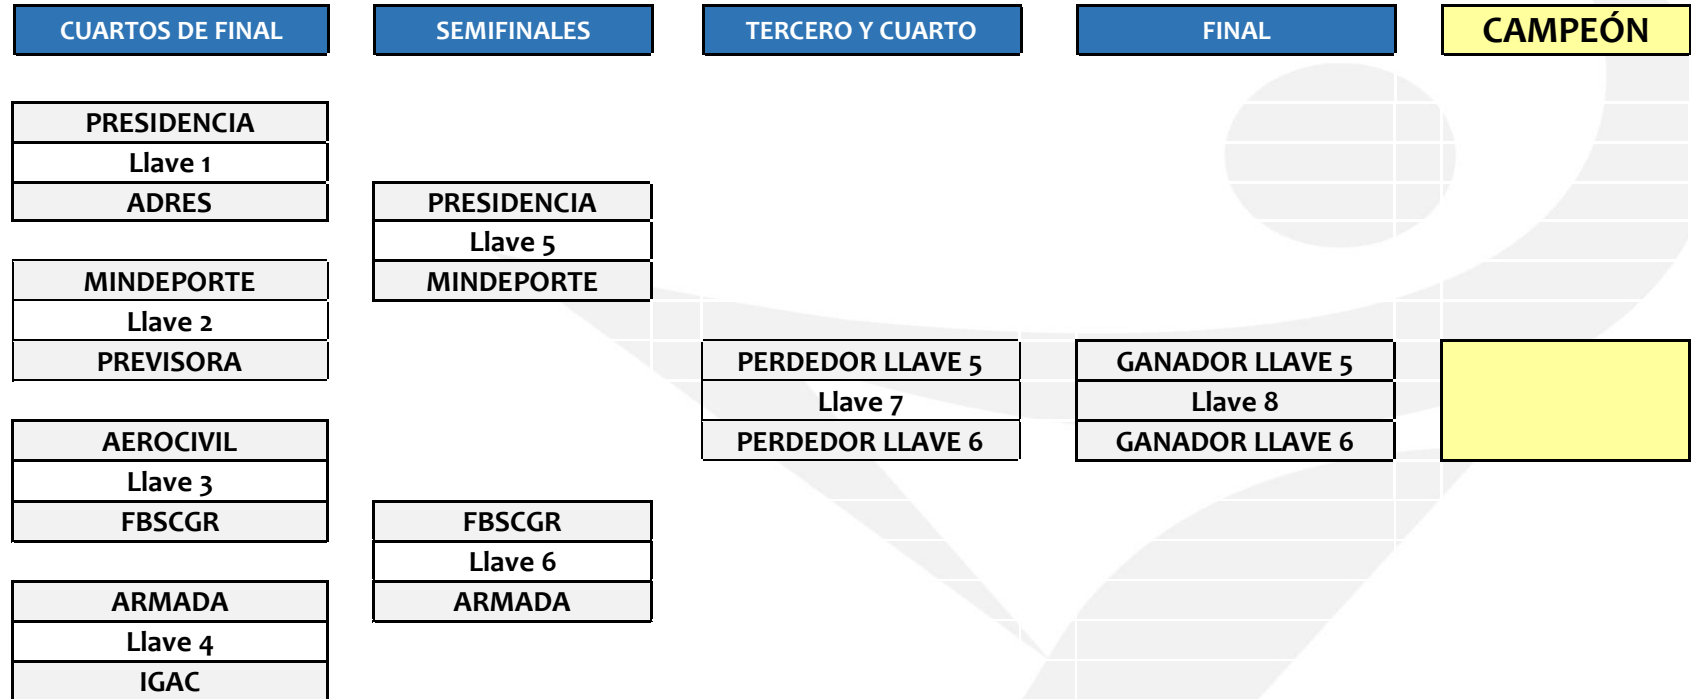 CUARTOS DE FINAL
SEMIFINALES
TERCERO Y CUARTO
FINAL
CAMPEÓN
PRESIDENCIA
Llave 1
ADRES
MINDEPORTE
Llave 2
PREVISORA
AEROCIVIL
Llave 3
FBSCGR
ARMADA
Llave 4
IGAC
PRESIDENCIA
Llave 5
MINDEPORTE
FBSCGR
Llave 6
ARMADA
PERDEDOR LLAVE 5
Llave 7
PERDEDOR LLAVE 6
GANADOR LLAVE 5
Llave 8
GANADOR LLAVE 6